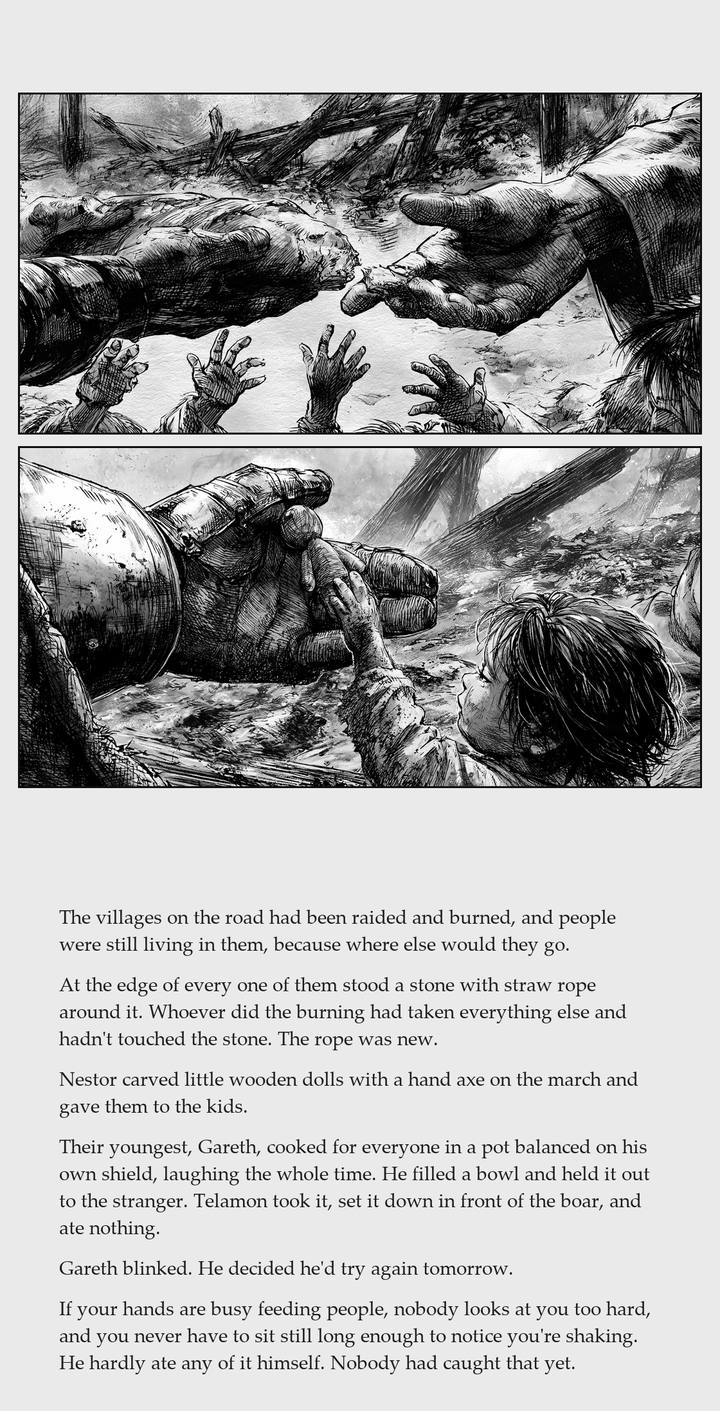 The villages on the road had been raided and burned, and people
were still living in them, because where else would they go.
At the edge of every one of them stood a stone with straw rope
around it. Whoever did the burning had taken everything else and
hadn't touched the stone. The rope was new.
Nestor carved little wooden dolls with a hand axe on the march and
gave them to the kids.
Their youngest, Gareth, cooked for everyone in a pot balanced on his
own shield, laughing the whole time. He filled a bowl and held it out
to the stranger. Telamon took it, set it down in front of the boar, and
ate nothing.
Gareth blinked. He decided he'd try again tomorrow.
If your hands are busy feeding people, nobody looks at you too hard,
and you never have to sit still long enough to notice you're shaking.
He hardly ate any of it himself. Nobody had caught that yet.